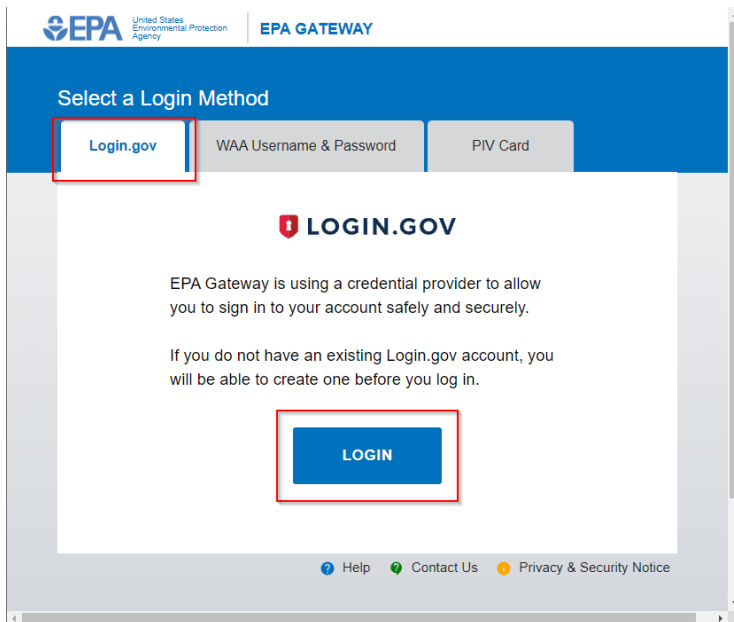 EPA
United States
Environmental Protection
Agency
EPA GATEWAY
Select a Login Method
Login.gov
WAA Username & Password
PIV Card
LOGIN.GOV
EPA Gateway is using a credential provider to allow
you to sign in to your account safely and securely.
If you do not have an existing Login.gov account, you
will be able to create one before you log in.
LOGIN
? Help
? Contact Us
! Privacy & Security Notice